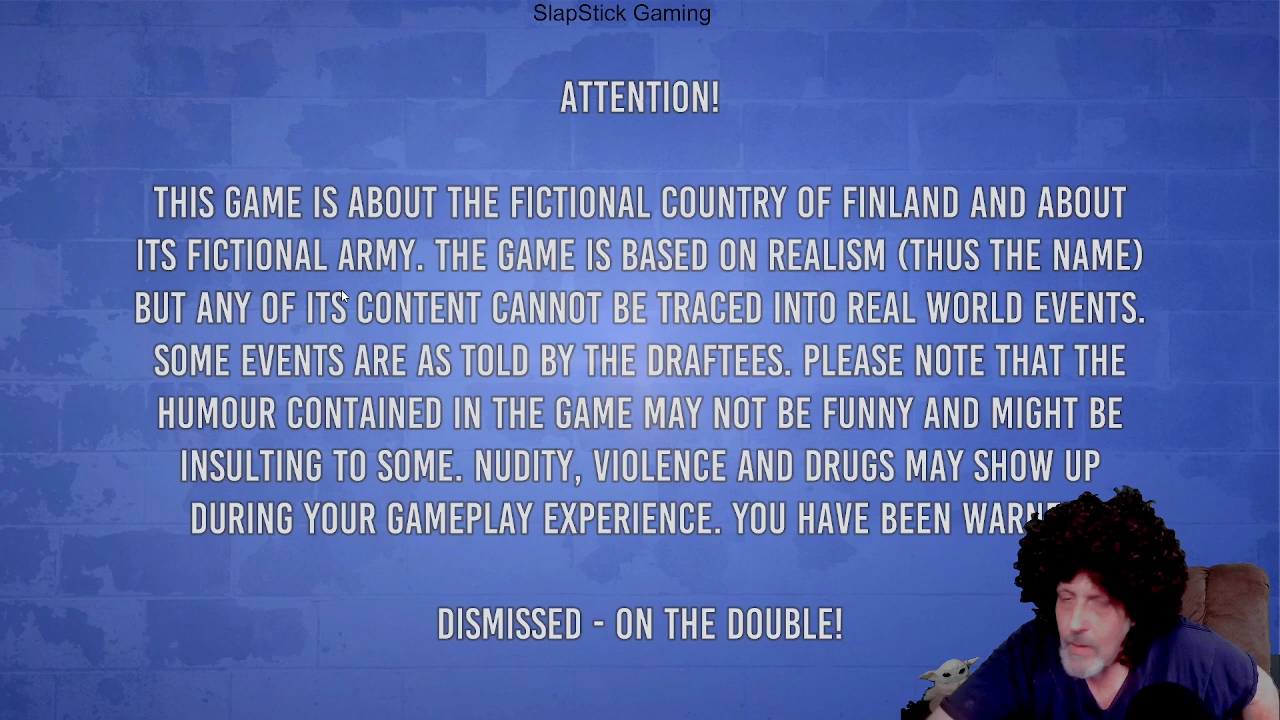 SlapStick Gaming
ATTENTION!
THIS GAME IS ABOUT THE FICTIONAL COUNTRY OF FINLAND AND ABOUT
ITS FICTIONAL ARMY. THE GAME IS BASED ON REALISM (THUS THE NAME)
BUT ANY OF ITS CONTENT CANNOT BE TRACED INTO REAL WORLD EVENTS.
SOME EVENTS ARE AS TOLD BY THE DRAFTEES. PLEASE NOTE THAT THE
HUMOUR CONTAINED IN THE GAME MAY NOT BE FUNNY AND MIGHT BE
INSULTING TO SOME. NUDITY, VIOLENCE AND DRUGS MAY SHOW UP
DURING YOUR GAMEPLAY EXPERIENCE. YOU HAVE BEEN
DISMISSED - ON THE DOUBLE!